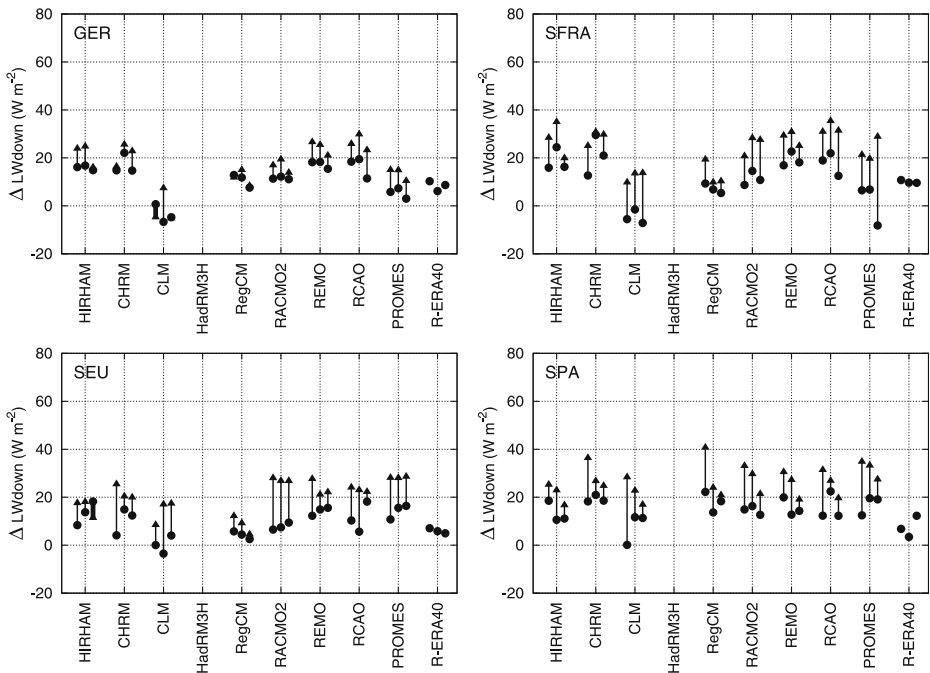 GER
Δ LWdown (W m-2)
80
60
40
20
0
-20
HIRHAM
CHRM
CLM
HadRM3H
RegCM
RACMO2
REMO
RCAO
PROMES
R-ERA40
SFRA
Δ LWdown (W m-2)
80
60
40
20
0
-20
HIRHAM
CHRM
CLM
HadRM3H
RegCM
RACMO2
REMO
RCAO
PROMES
R-ERA40
SEU
Δ LWdown (W m-2)
80
60
40
20
0
-20
HIRHAM
CHRM
CLM
HadRM3H
RegCM
RACMO2
REMO
RCAO
PROMES
R-ERA40
SPA
Δ LWdown (W m-2)
80
60
40
20
0
-20
HIRHAM
CHRM
CLM
HadRM3H
RegCM
RACMO2
REMO
RCAO
PROMES
R-ERA40